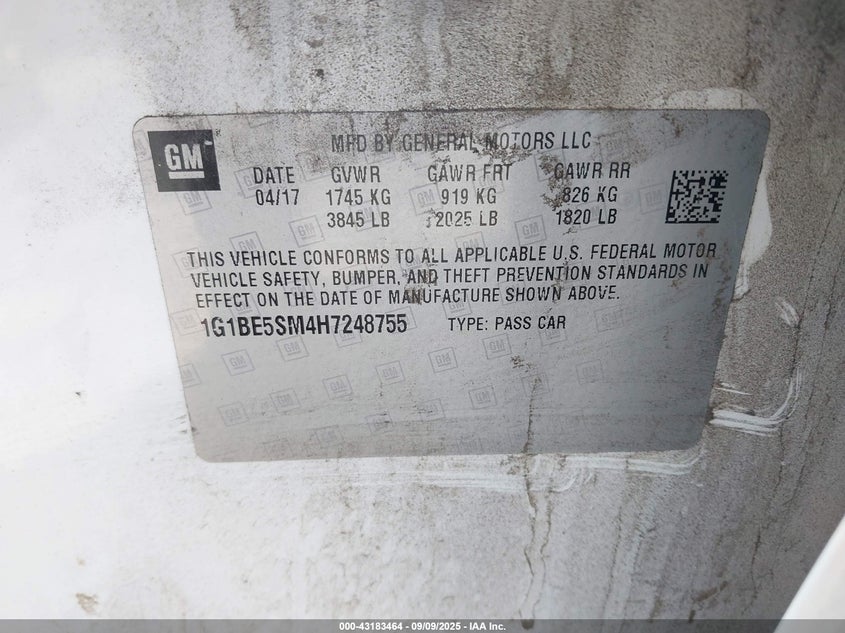 GM
MFD BY GENERAL MOTORS LLC
DATE GVWR GAWR FRT GAWR RR
04/17 1745 KG 919 KG 826 KG
3845 LB 2025 LB 1820 LB
THIS VEHICLE CONFORMS TO ALL APPLICABLE U.S. FEDERAL MOTOR
VEHICLE SAFETY, BUMPER, AND THEFT PREVENTION STANDARDS IN
EFFECT ON THE DATE OF MANUFACTURE SHOWN ABOVE.
1G1BE5SM4H7248755 TYPE: PASS CAR
000-43183464 - 09/09/2025 - IAA Inc.